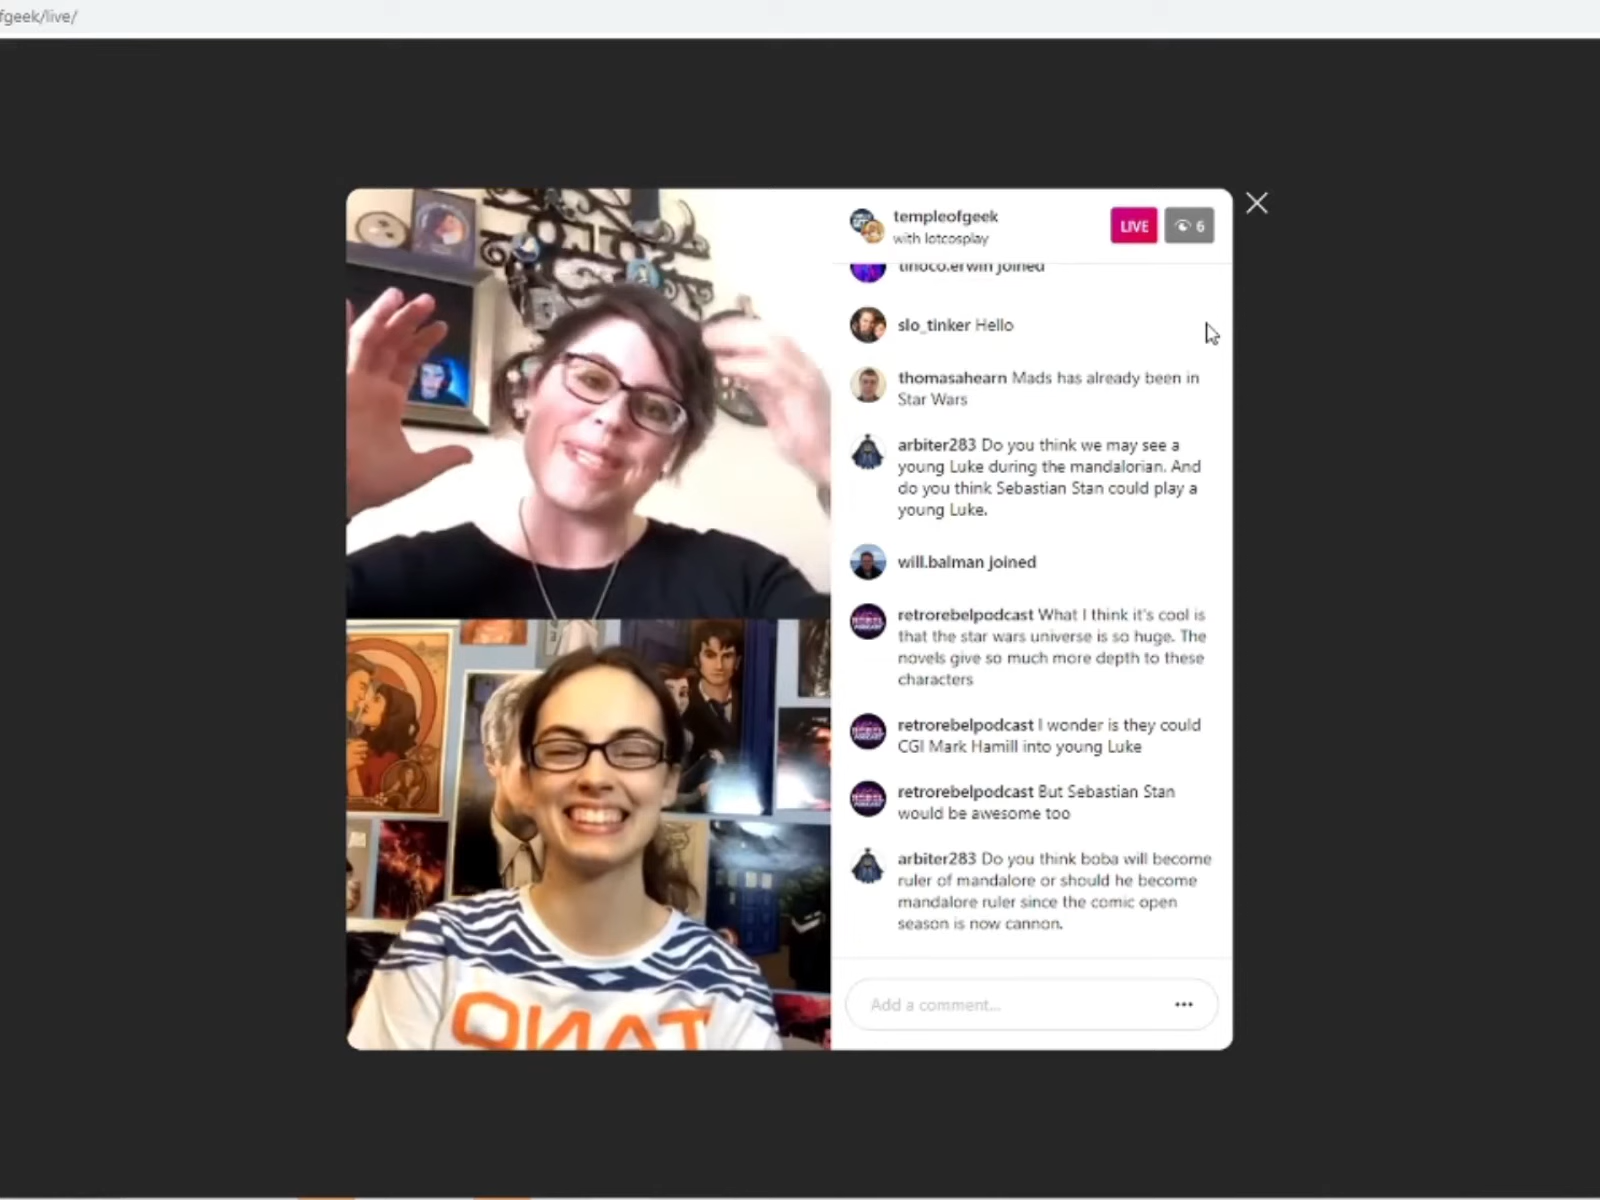 fgeek/live/
templeofgeek
with lotcosplay
LIVE
6
tinoco.erwin joined
slo_tinker Hello
thomasahearn Mads has already been in
Star Wars
arbiter283 Do you think we may see a
young Luke during the mandalorian. And
do you think Sebastian Stan could play a
young Luke.
will.balman joined
retrorebelpodcast What I think it's cool is
that the star wars universe is so huge. The
novels give so much more depth to these
characters
retrorebelpodcast I wonder is they could
CGI Mark Hamill into young Luke
retrorebelpodcast But Sebastian Stan
would be awesome too
arbiter283 Do you think boba will become
ruler of mandalore or should he become
mandalore ruler since the comic open
season is now cannon.
Add a comment...